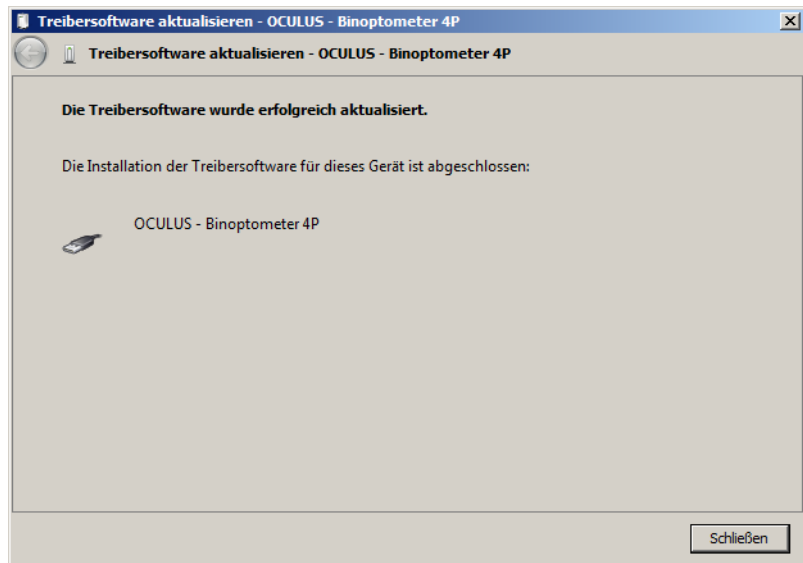 Treibersoftware aktualisieren - OCULUS - Binoptometer 4P
Treibersoftware aktualisieren - OCULUS - Binoptometer 4P
Die Treibersoftware wurde erfolgreich aktualisiert.
Die Installation der Treibersoftware für dieses Gerät ist abgeschlossen:
OCULUS - Binoptometer 4P
Schließen